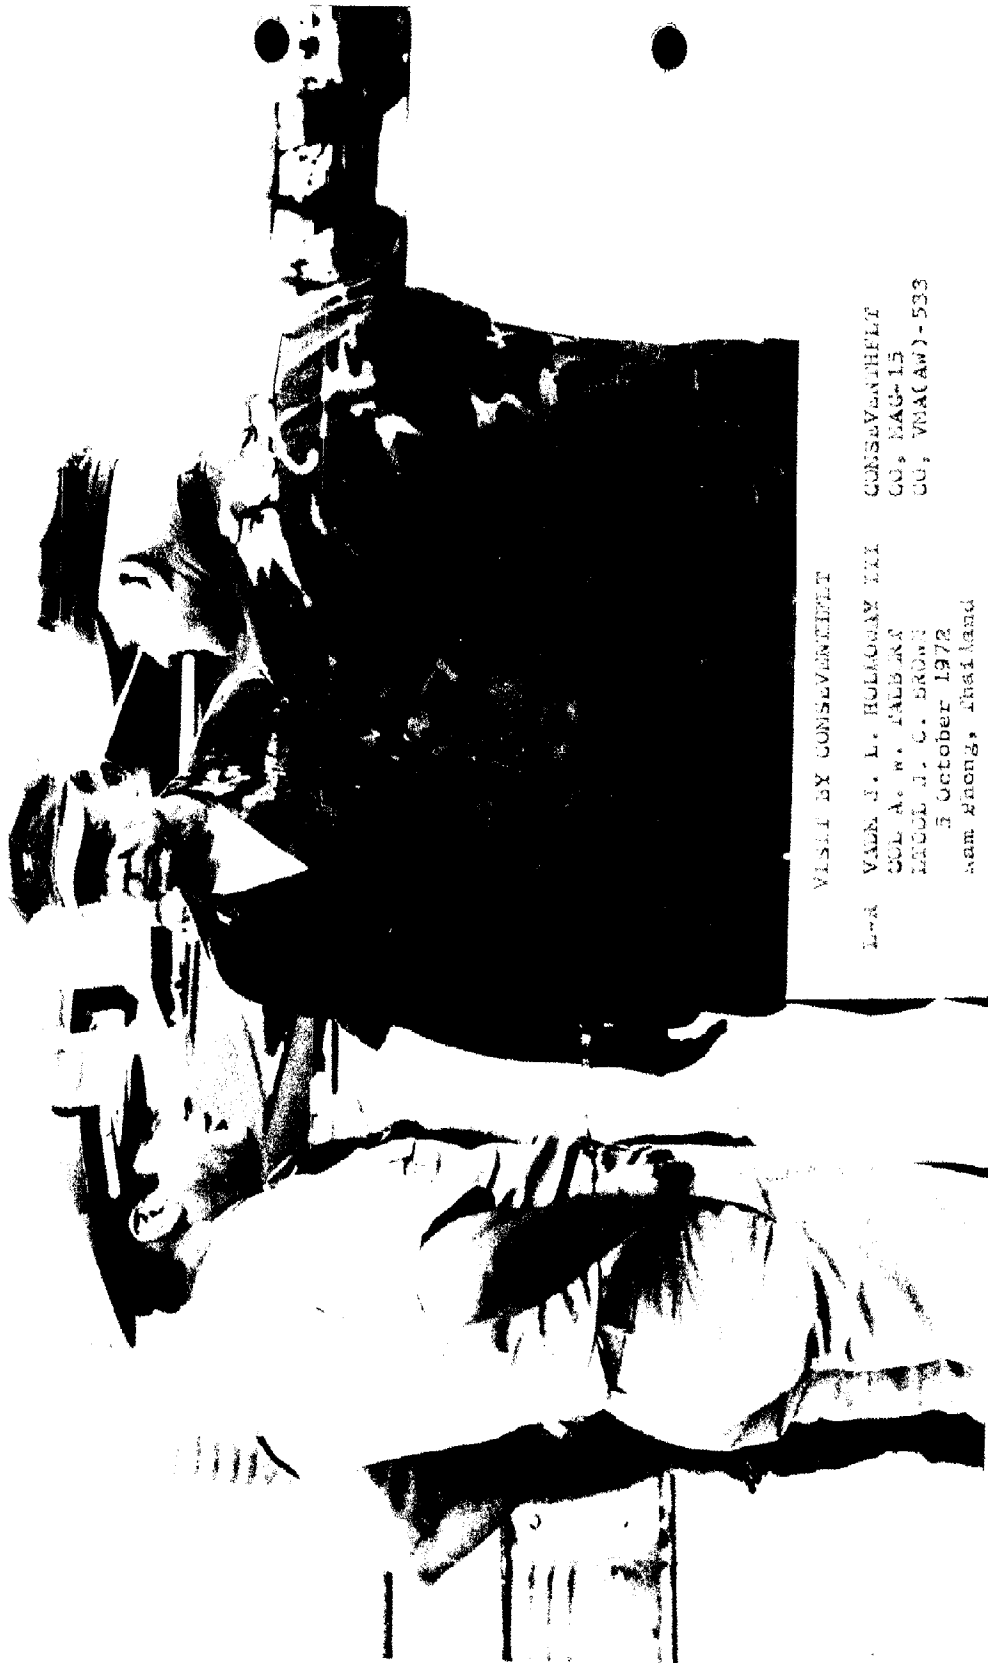 VISIT BY COMSEVENTHFLT
L-R VADM J. L. HOLLOWAY III COMSEVENTHFLT
COL A. W. TALBERT CO, MAG-15
LTCOL J. C. BROWN CO, VMA(AW)-533
5 October 1972
Nam Phong, Thailand